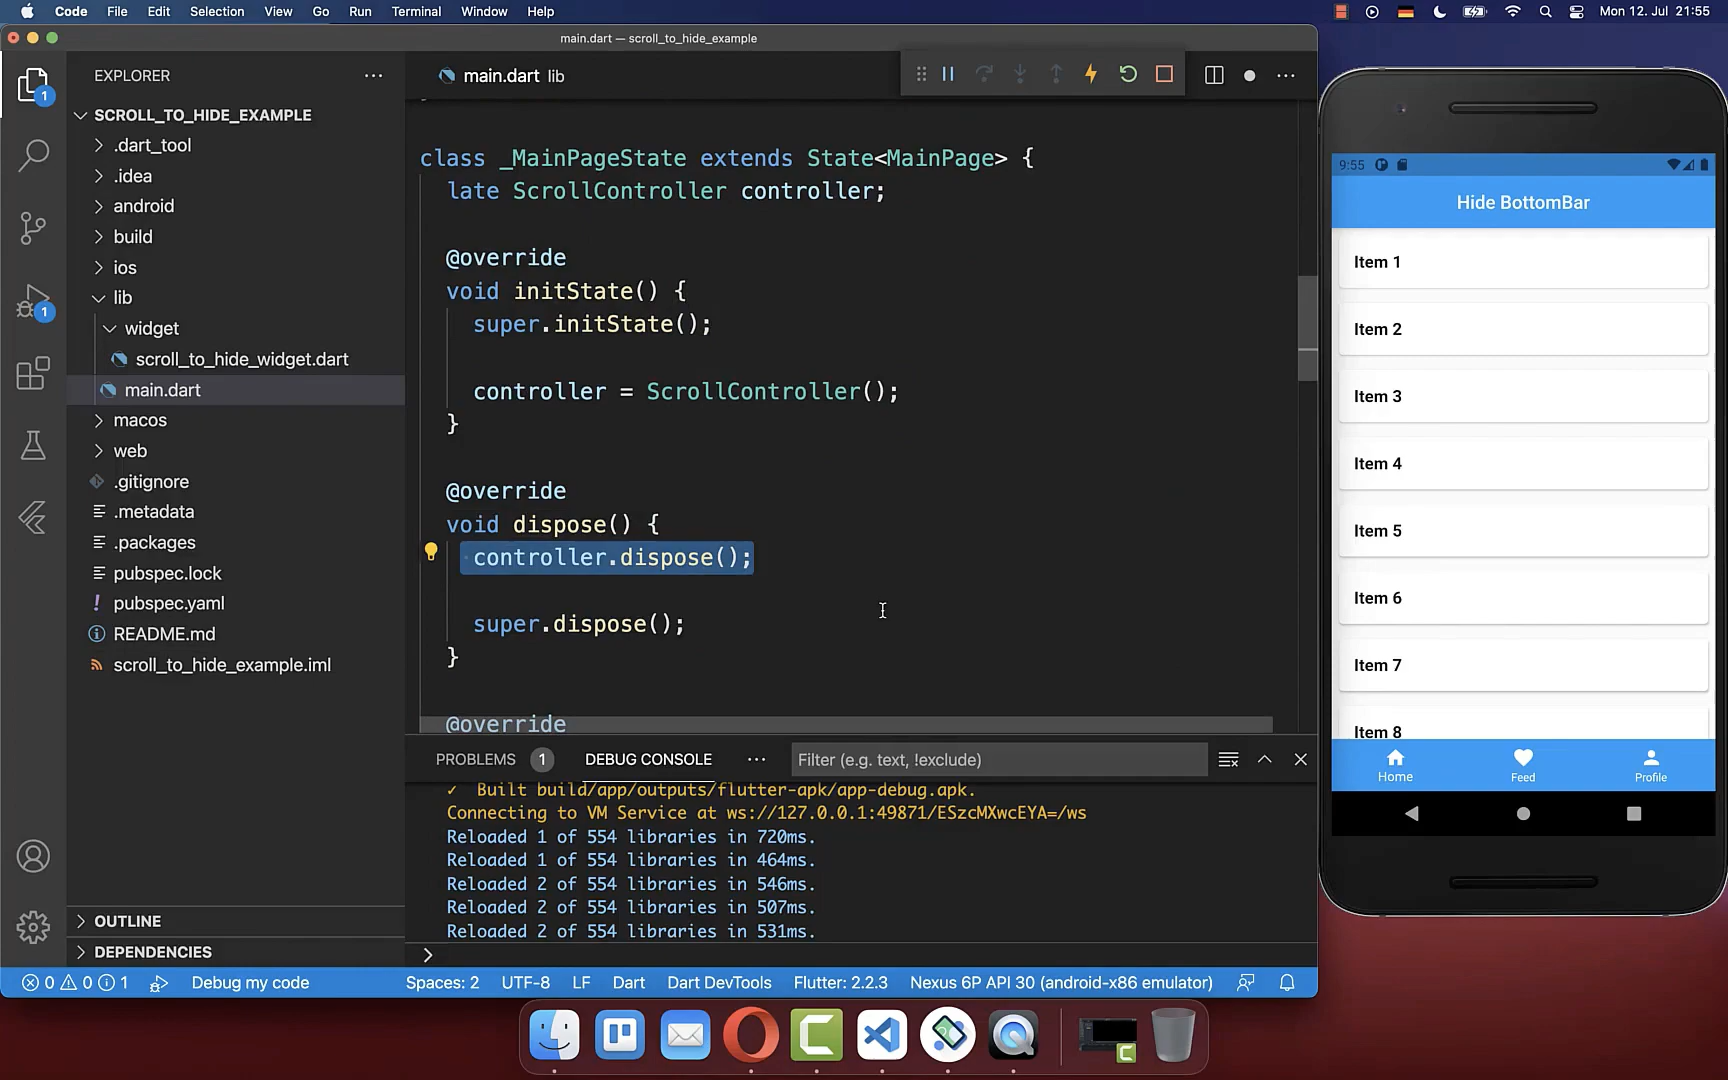 Code File Edit Selection View Go Run Terminal Window Help
Mon 12. Jul 21:55
main.dart — scroll_to_hide_example
EXPLORER
SCROLL_TO_HIDE_EXAMPLE
.dart_tool
.idea
android
build
ios
lib
widget
scroll_to_hide_widget.dart
main.dart
macos
web
.gitignore
.metadata
.packages
pubspec.lock
pubspec.yaml
README.md
scroll_to_hide_example.iml
OUTLINE
DEPENDENCIES
1
1
main.dart lib
class _MainPageState extends State<MainPage> {
late ScrollController controller;
@override
void initState() {
super.initState();
controller = ScrollController();
}
@override
void dispose() {
controller.dispose();
super.dispose();
}
@override
PROBLEMS 1 DEBUG CONSOLE Filter (e.g. text, !exclude)
✓ Built build/app/outputs/flutter-apk/app-debug.apk.
Connecting to VM Service at ws://127.0.0.1:49871/ESzcMXwcEYA=/ws
Reloaded 1 of 554 libraries in 720ms.
Reloaded 1 of 554 libraries in 464ms.
Reloaded 2 of 554 libraries in 546ms.
Reloaded 2 of 554 libraries in 507ms.
Reloaded 2 of 554 libraries in 531ms.
0 0 1 Debug my code Spaces: 2 UTF-8 LF Dart Dart DevTools Flutter: 2.2.3 Nexus 6P API 30 (android-x86 emulator)
9:55
Hide BottomBar
Item 1
Item 2
Item 3
Item 4
Item 5
Item 6
Item 7
Item 8
Home Feed Profile